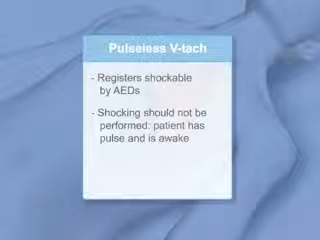 Pulseless V-tach
- Registers shockable
by AEDs
- Shocking should not be
performed: patient has
pulse and is awake